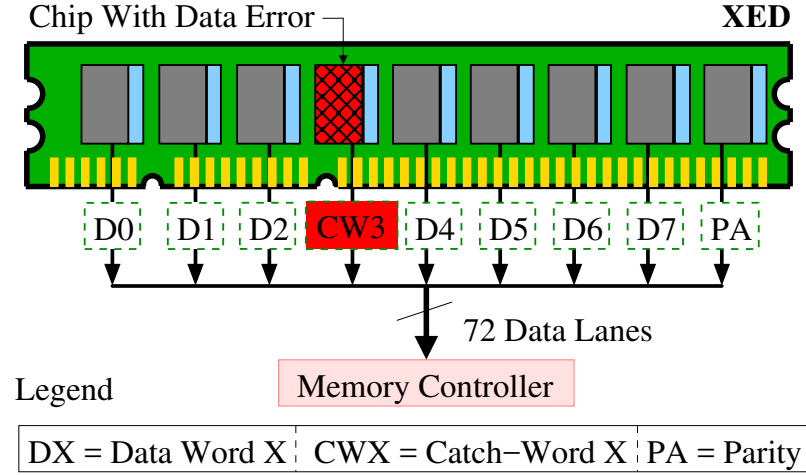 Chip With Data Error
XED
D0 D1 D2 CW3 D4 D5 D6 D7 PA
72 Data Lanes
Memory Controller
Legend
DX = Data Word X CWX = Catch−Word X PA = Parity